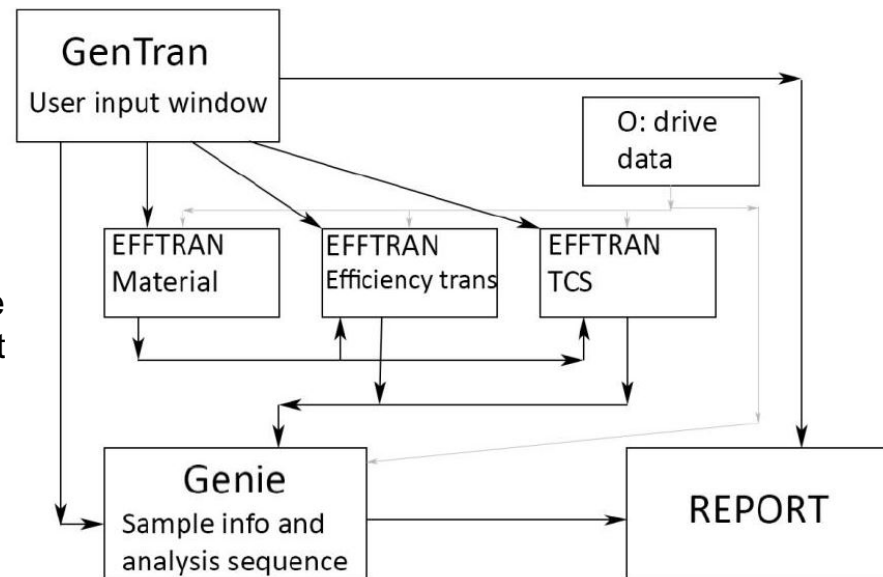 GenTran
User input window
O: drive
data
EFFTRAN
Material
EFFTRAN
Efficiency trans
EFFTRAN
TCS
Genie
Sample info and
analysis sequence
REPORT